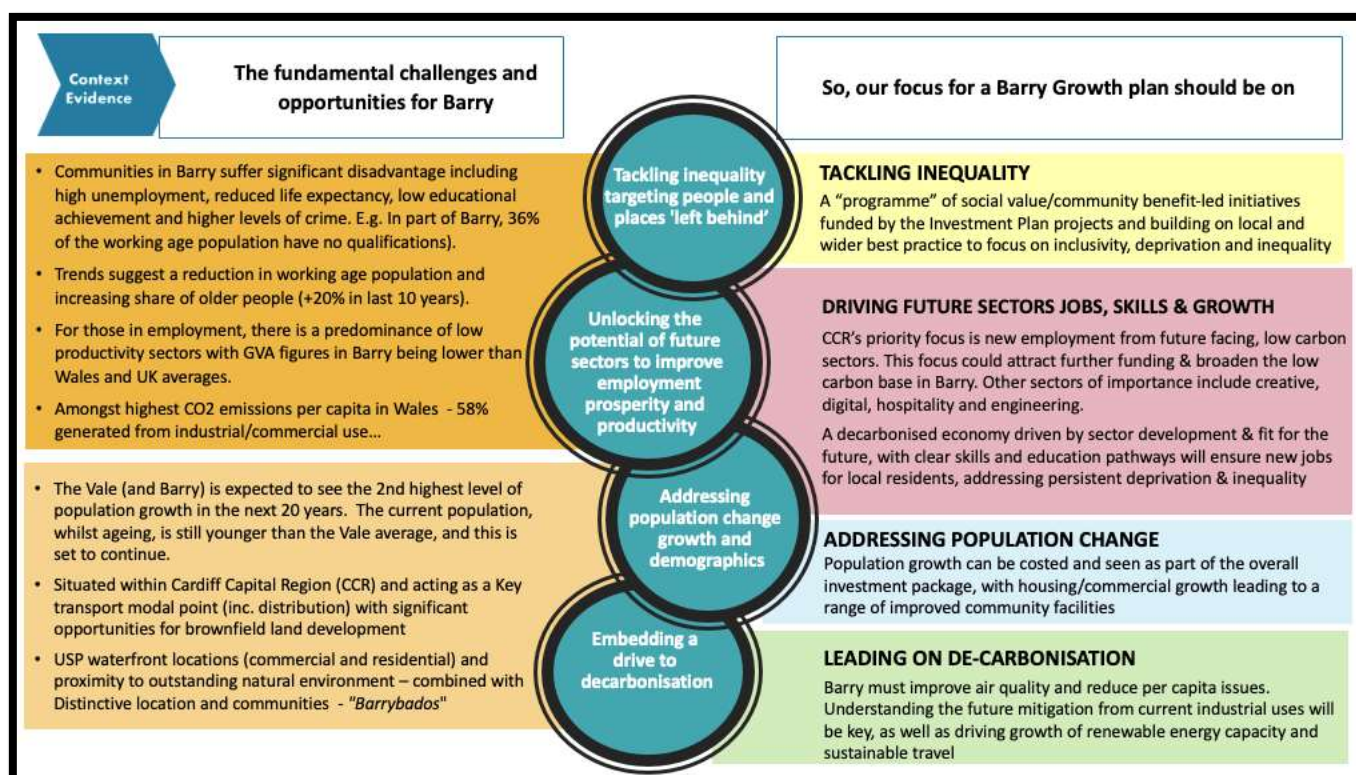 Context
Evidence
The fundamental challenges and
opportunities for Barry
So, our focus for a Barry Growth plan should be on
• Communities in Barry suffer significant disadvantage including
high unemployment, reduced life expectancy, low educational
achievement and higher levels of crime. E.g. In part of Barry, 36%
of the working age population have no qualifications).
• Trends suggest a reduction in working age population and
increasing share of older people (+20% in last 10 years).
• For those in employment, there is a predominance of low
productivity sectors with GVA figures in Barry being lower than
Wales and UK averages.
• Amongst highest CO2 emissions per capita in Wales - 58%
generated from industrial/commercial use...
• The Vale (and Barry) is expected to see the 2nd highest level of
population growth in the next 20 years. The current population,
whilst ageing, is still younger than the Vale average, and this is
set to continue.
• Situated within Cardiff Capital Region (CCR) and acting as a Key
transport modal point (inc. distribution) with significant
opportunities for brownfield land development
• USP waterfront locations (commercial and residential) and
proximity to outstanding natural environment – combined with
Distinctive location and communities - "Barrybados"
Tackling inequality
targeting people and
places 'left behind’
Unlocking the
potential of future
sectors to improve
employment
prosperity and
productivity
Addressing
population change
growth and
demographics
Embedding a
drive to
decarbonisation
TACKLING INEQUALITY
A “programme” of social value/community benefit-led initiatives
funded by the Investment Plan projects and building on local and
wider best practice to focus on inclusivity, deprivation and inequality
DRIVING FUTURE SECTORS JOBS, SKILLS & GROWTH
CCR’s priority focus is new employment from future facing, low carbon
sectors. This focus could attract further funding & broaden the low
carbon base in Barry. Other sectors of importance include creative,
digital, hospitality and engineering.
A decarbonised economy driven by sector development & fit for the
future, with clear skills and education pathways will ensure new jobs
for local residents, addressing persistent deprivation & inequality
ADDRESSING POPULATION CHANGE
Population growth can be costed and seen as part of the overall
investment package, with housing/commercial growth leading to a
range of improved community facilities
LEADING ON DE-CARBONISATION
Barry must improve air quality and reduce per capita issues.
Understanding the future mitigation from current industrial uses will
be key, as well as driving growth of renewable energy capacity and
sustainable travel